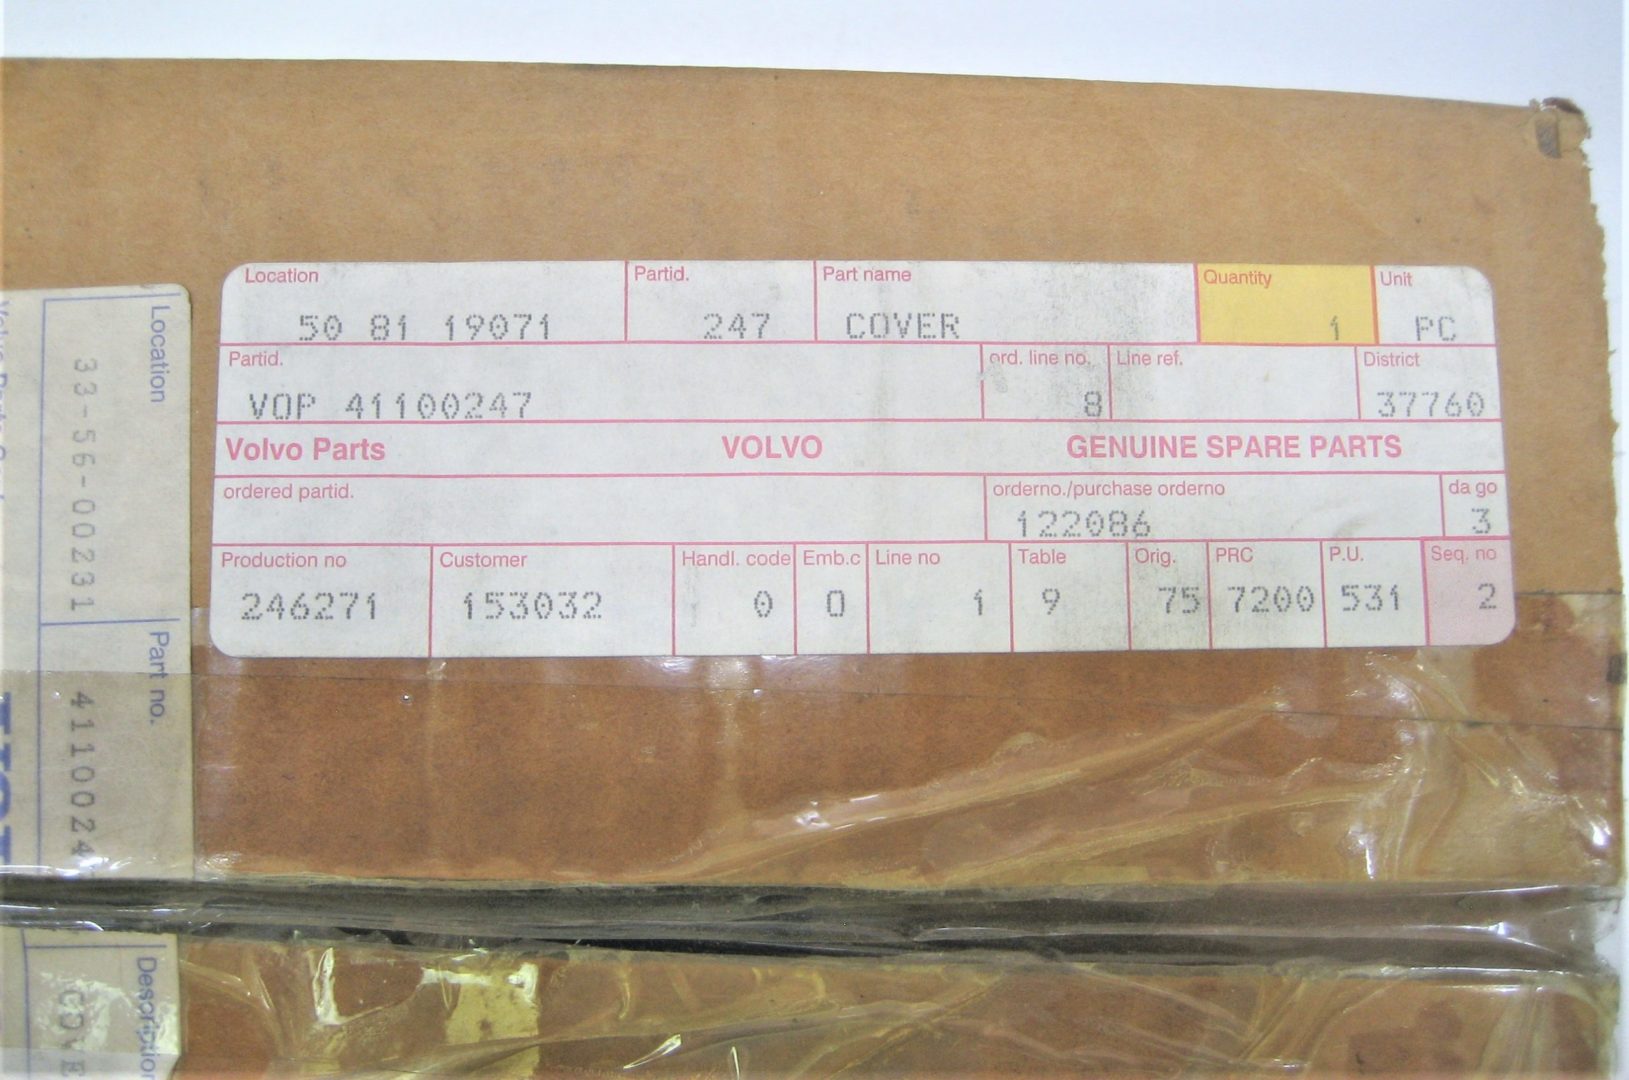 Location Partid. Part name Quantity Unit
50 81 19071 247 COVER 1 PC
Partid. ord. line no. Line ref. District
VOP 41100247 8 37760
Volvo Parts VOLVO GENUINE SPARE PARTS
ordered partid. orderno./purchase orderno da go
122086 3
Production no Customer Handl. code Emb.c Line no Table Orig. PRC P.U. Seq. no
246271 153032 0 0 1 9 75 7200 531 2
Location Part no.
33-56-00231 4110024
Description
COVE